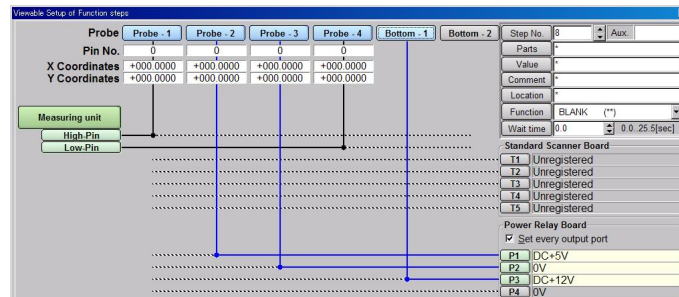 Viewable Setup of Function steps
Probe Probe - 1 Probe - 2 Probe - 3 Probe - 4 Bottom - 1 Bottom - 2
Pin No. 0 0 0 0
X Coordinates +000.0000 +000.0000 +000.0000 +000.0000
Y Coordinates +000.0000 +000.0000 +000.0000 +000.0000
Measuring unit
High-Pin
Low-Pin
Step No. 8 Aux.
Parts *
Value *
Comment *
Location *
Function BLANK (**)
Wait time 0.0 0.0..25.5[sec]
Standard Scanner Board
T1 Unregistered
T2 Unregistered
T3 Unregistered
T4 Unregistered
T5 Unregistered
Power Relay Board
Set every output port
P1 DC+5V
P2 0V
P3 DC+12V
P4 0V